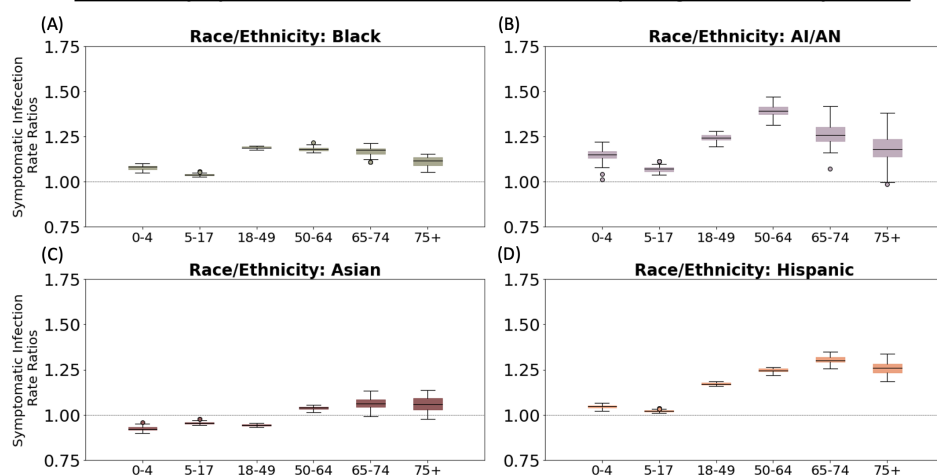 (A)
Race/Ethnicity: Black
Symptomatic Infecetion
Rate Ratios
1.75
1.50
1.25
1.00
0.75
0-4 5-17 18-49 50-64 65-74 75+
(B)
Race/Ethnicity: AI/AN
1.75
1.50
1.25
1.00
0.75
0-4 5-17 18-49 50-64 65-74 75+
(C)
Race/Ethnicity: Asian
Symptomatic Infection
Rate Ratios
1.75
1.50
1.25
1.00
0.75
0-4 5-17 18-49 50-64 65-74 75+
(D)
Race/Ethnicity: Hispanic
1.75
1.50
1.25
1.00
0.75
0-4 5-17 18-49 50-64 65-74 75+